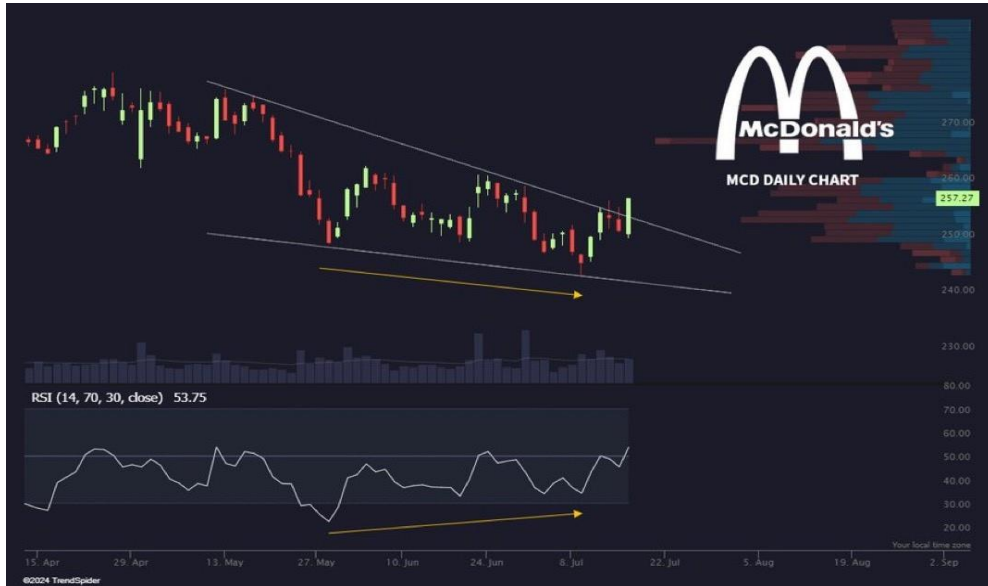 McDonald's
MCD DAILY CHART
270.00
260.00
257.27
250.00
240.00
230.00
80.00
RSI (14, 70, 30, close) 53.75
70.00
60.00
50.00
40.00
30.00
20.00
Your local time zone
15. Apr 29. Apr 13. May 27. May 10. Jun 24. Jun 8. Jul 22. Jul 5. Aug 19. Aug 2. Sep
©2024 TrendSpider